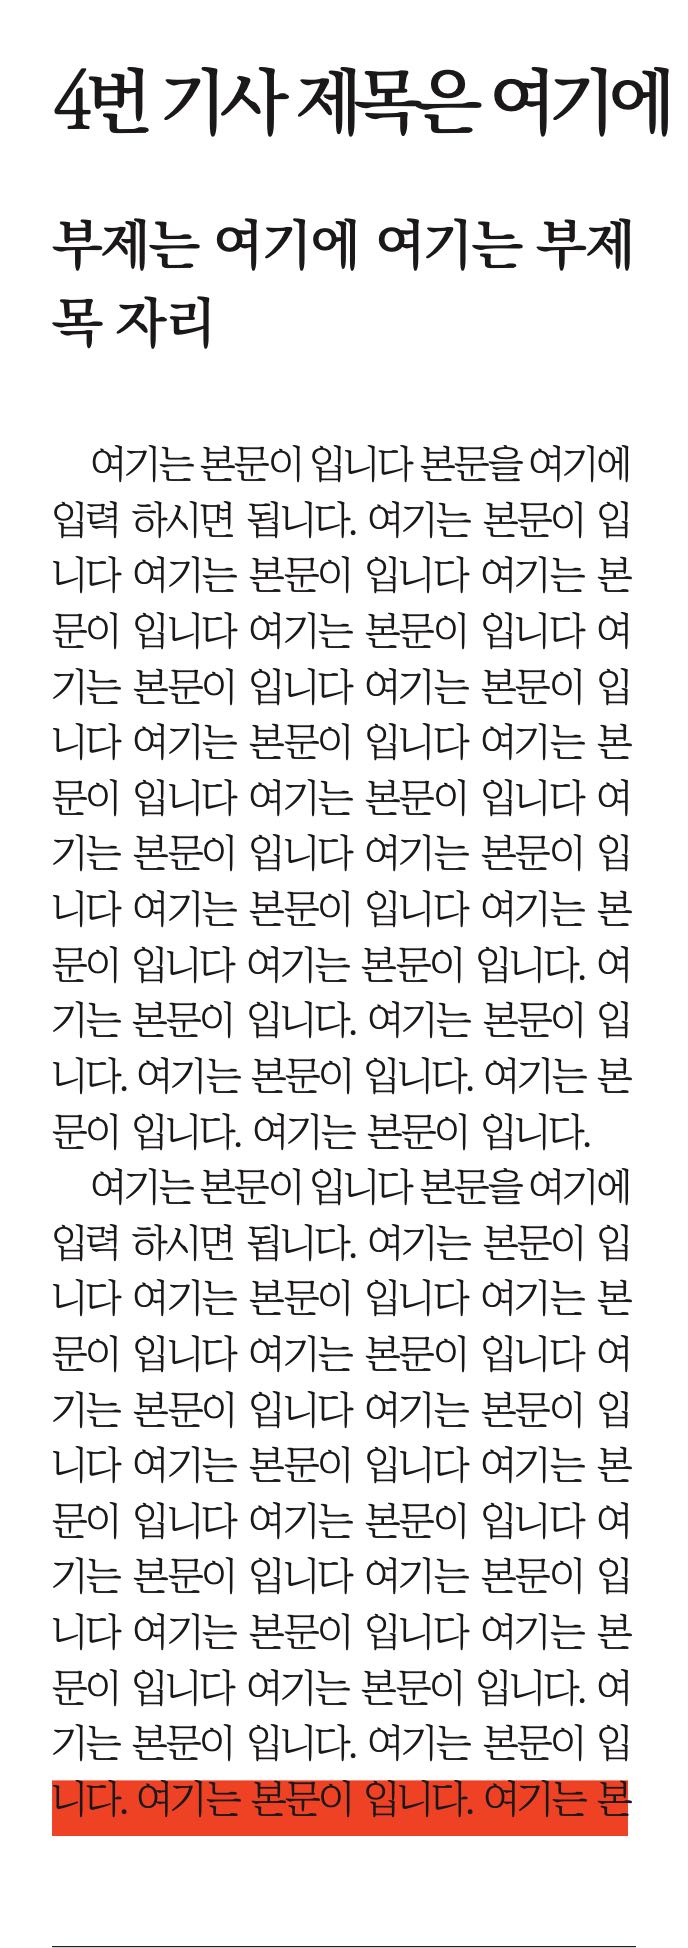 4번 기사 제목은 여기에
부제는 여기에 여기는 부제
목 자리
여기는 본문이 입니다 본문을 여기에
입력 하시면 됩니다. 여기는 본문이 입
니다 여기는 본문이 입니다 여기는 본
문이 입니다 여기는 본문이 입니다 여
기는 본문이 입니다 여기는 본문이 입
니다 여기는 본문이 입니다 여기는 본
문이 입니다 여기는 본문이 입니다 여
기는 본문이 입니다 여기는 본문이 입
니다 여기는 본문이 입니다 여기는 본
문이 입니다 여기는 본문이 입니다. 여
기는 본문이 입니다. 여기는 본문이 입
니다. 여기는 본문이 입니다. 여기는 본
문이 입니다. 여기는 본문이 입니다.
여기는 본문이 입니다 본문을 여기에
입력 하시면 됩니다. 여기는 본문이 입
니다 여기는 본문이 입니다 여기는 본
문이 입니다 여기는 본문이 입니다 여
기는 본문이 입니다 여기는 본문이 입
니다 여기는 본문이 입니다 여기는 본
문이 입니다 여기는 본문이 입니다 여
기는 본문이 입니다 여기는 본문이 입
니다 여기는 본문이 입니다 여기는 본
문이 입니다 여기는 본문이 입니다. 여
기는 본문이 입니다. 여기는 본문이 입
니다. 여기는 본문이 입니다. 여기는 본